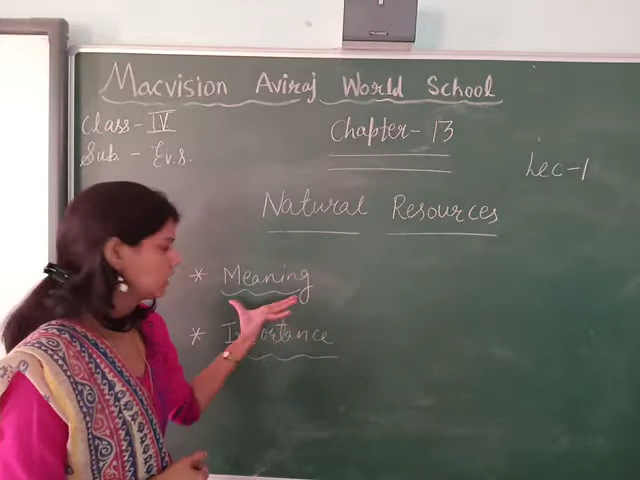 Macvision Aviraj World School
Class - IV
Chapter - 13
Sub. - Ev.s.
Lec - 1
Natural Resources
* Meaning
* Importance